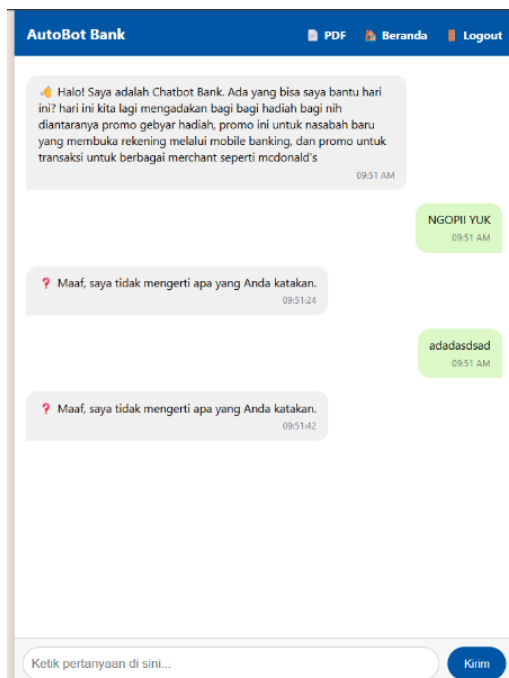 AutoBot Bank
PDF
Beranda
Logout
Halo! Saya adalah Chatbot Bank. Ada yang bisa saya bantu hari
ini? hari ini kita lagi mengadakan bagi bagi hadiah bagi nih
diantaranya promo gebyar hadiah, promo ini untuk nasabah baru
yang membuka rekening melalui mobile banking, dan promo untuk
transaksi untuk berbagai merchant seperti mcdonald's
09:51 AM
NGOPII YUK
09:51 AM
❓ Maaf, saya tidak mengerti apa yang Anda katakan.
09:51:24
adadasdsad
09:51 AM
❓ Maaf, saya tidak mengerti apa yang Anda katakan.
09:51:42
Ketik pertanyaan di sini...
Kirim